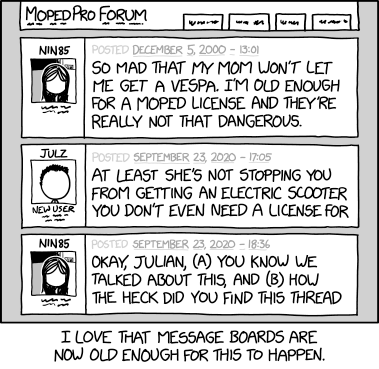 MOPEDPRO FORUM
NIN85
POSTED DECEMBER 5, 2000 – 13:01
SO MAD THAT MY MOM WON'T LET
ME GET A VESPA. I'M OLD ENOUGH
FOR A MOPED LICENSE AND THEY'RE
REALLY NOT THAT DANGEROUS.
JULZ
NEW USER
POSTED SEPTEMBER 23, 2020 – 17:05
AT LEAST SHE'S NOT STOPPING YOU
FROM GETTING AN ELECTRIC SCOOTER
YOU DON'T EVEN NEED A LICENSE FOR
NIN85
POSTED SEPTEMBER 23, 2020 – 18:36
OKAY, JULIAN, (A) YOU KNOW WE
TALKED ABOUT THIS, AND (B) HOW
THE HECK DID YOU FIND THIS THREAD
I LOVE THAT MESSAGE BOARDS ARE
NOW OLD ENOUGH FOR THIS TO HAPPEN.